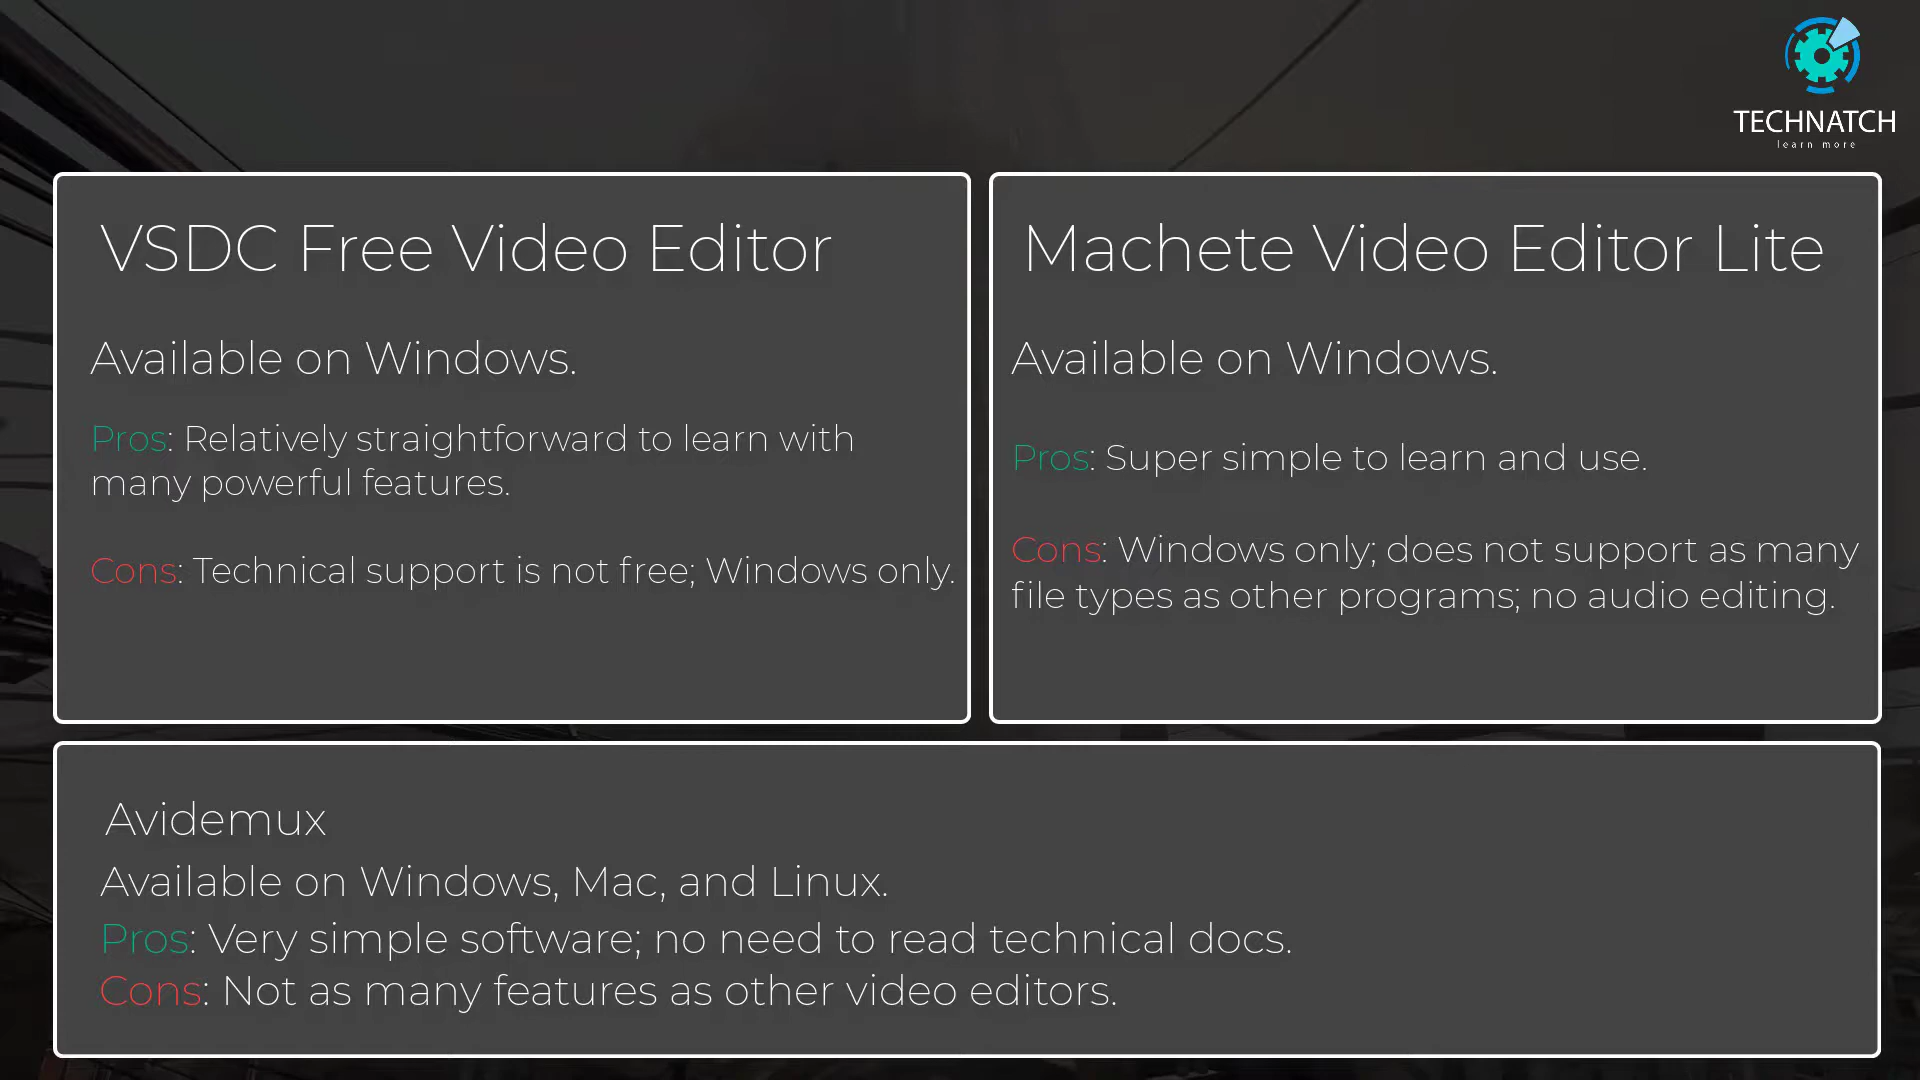 TECHNATCH
learn more
VSDC Free Video Editor
Available on Windows.
Pros: Relatively straightforward to learn with
many powerful features.
Cons: Technical support is not free; Windows only.
Machete Video Editor Lite
Available on Windows.
Pros: Super simple to learn and use.
Cons: Windows only; does not support as many
file types as other programs; no audio editing.
Avidemux
Available on Windows, Mac, and Linux.
Pros: Very simple software; no need to read technical docs.
Cons: Not as many features as other video editors.